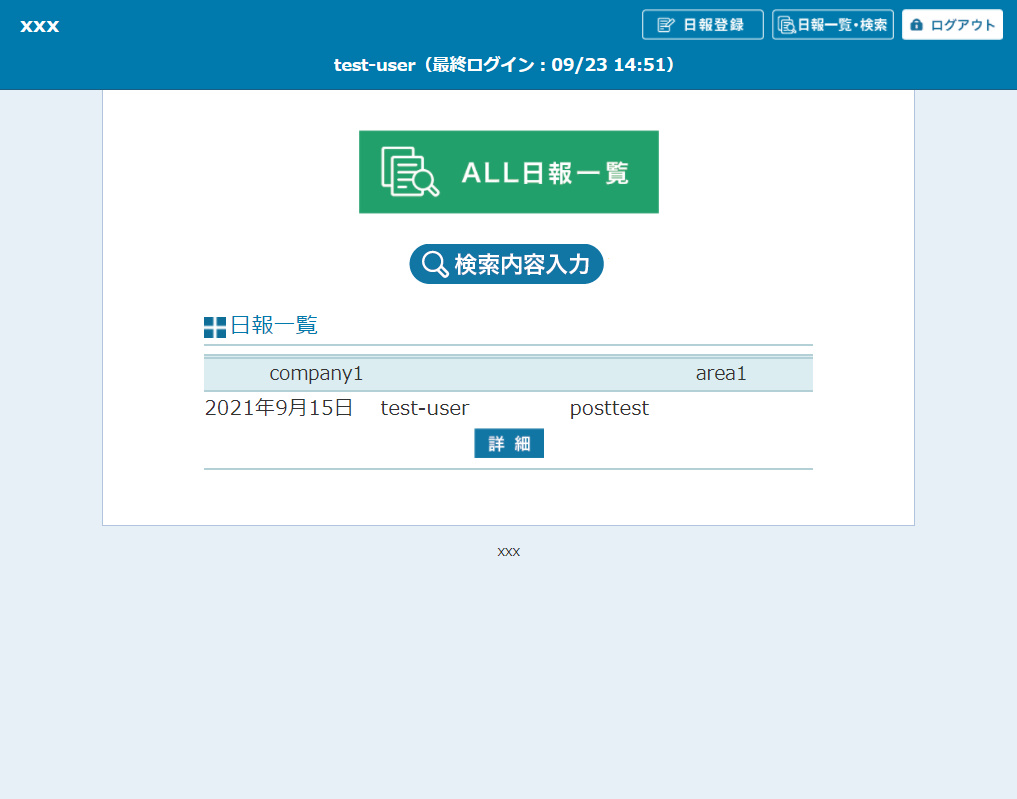 xxx
日報登録
日報一覧・検索
ログアウト
test-user（最終ログイン：09/23 14:51）
ALL日報一覧
検索内容入力
日報一覧
company1 area1
2021年9月15日 test-user posttest
詳 細
xxx